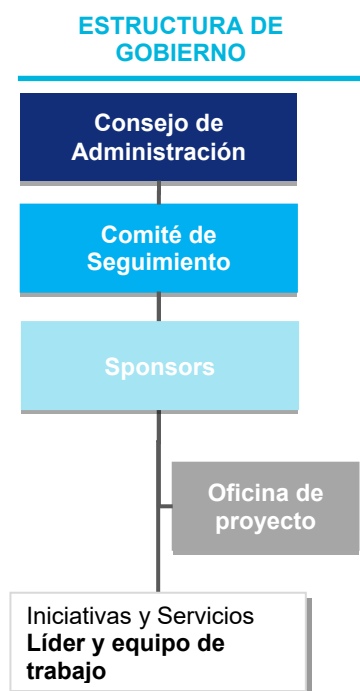 ESTRUCTURA DE
GOBIERNO
Consejo de
Administración
Comité de
Seguimiento
Sponsors
Oficina de
proyecto
Iniciativas y Servicios
Líder y equipo de
trabajo